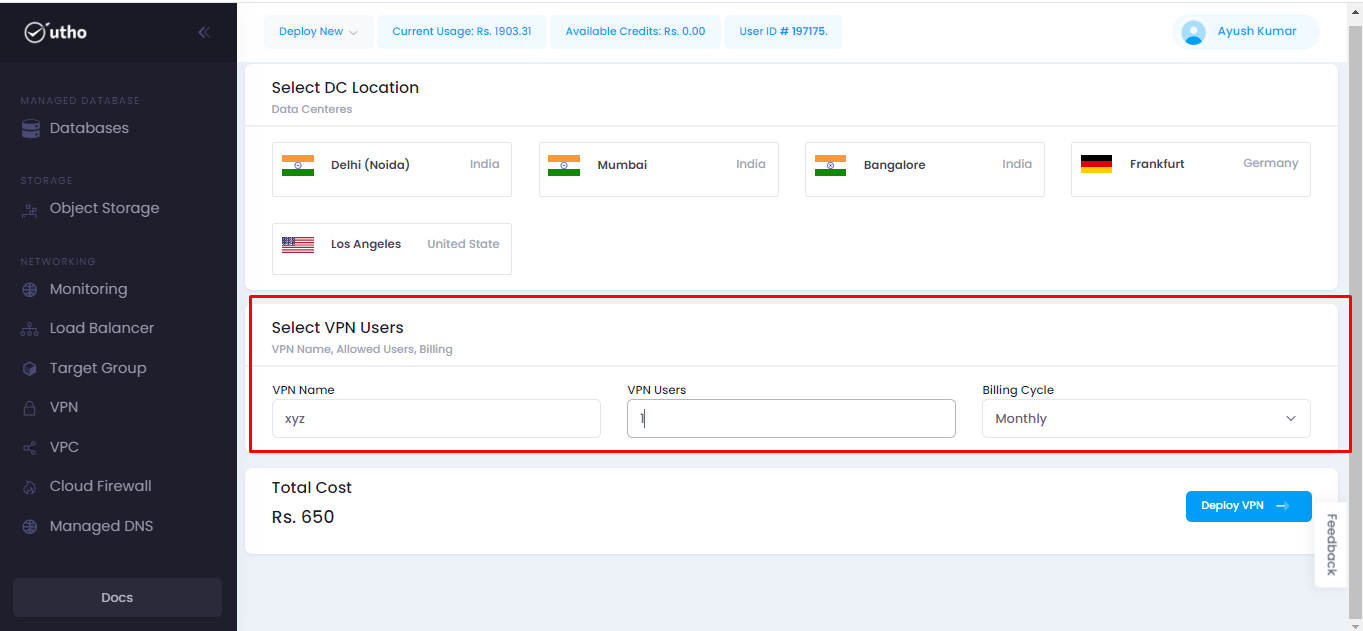 utho
Deploy New
Current Usage: Rs. 1903.31
Available Credits: Rs. 0.00
User ID # 197175.
Ayush Kumar
MANAGED DATABASE
Databases
STORAGE
Object Storage
NETWORKING
Monitoring
Load Balancer
Target Group
VPN
VPC
Cloud Firewall
Managed DNS
Docs
Select DC Location
Data Centeres
Delhi (Noida) India
Mumbai India
Bangalore India
Frankfurt Germany
Los Angeles United State
Select VPN Users
VPN Name, Allowed Users, Billing
VPN Name
xyz
VPN Users
1
Billing Cycle
Monthly
Total Cost
Rs. 650
Deploy VPN
Feedback